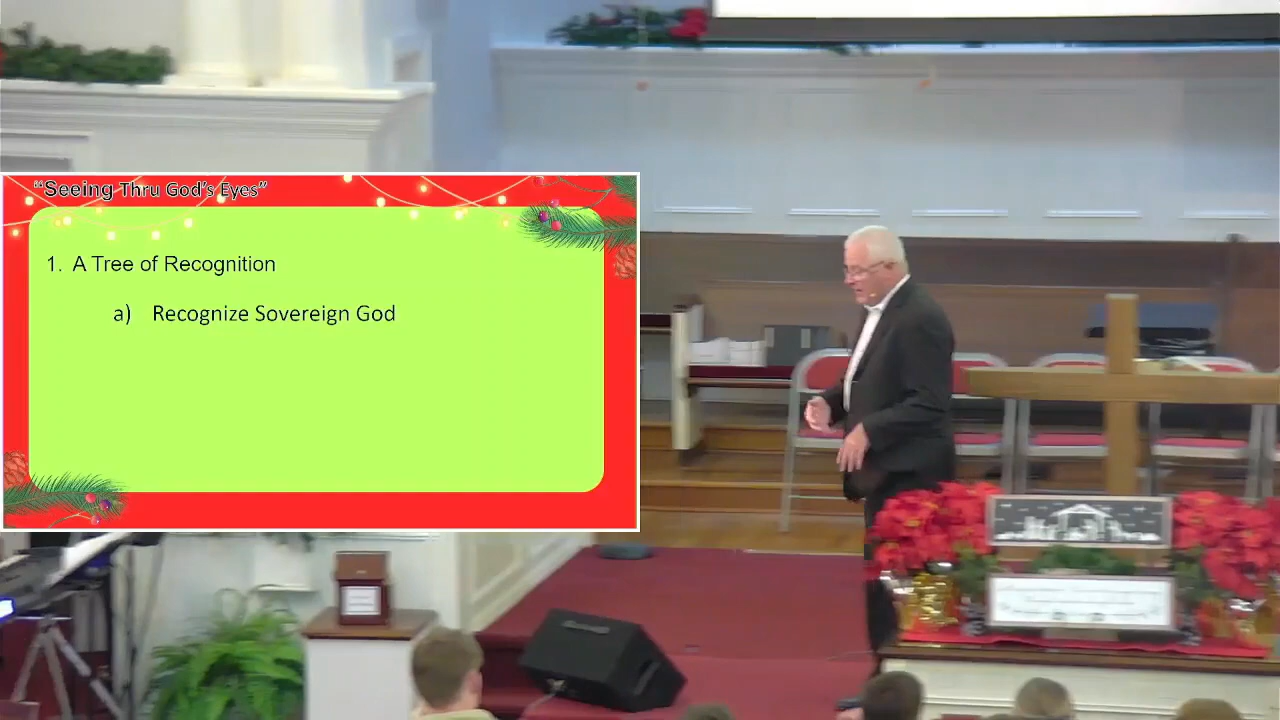 “Seeing Thru God’s Eyes”
1. A Tree of Recognition
a) Recognize Sovereign God